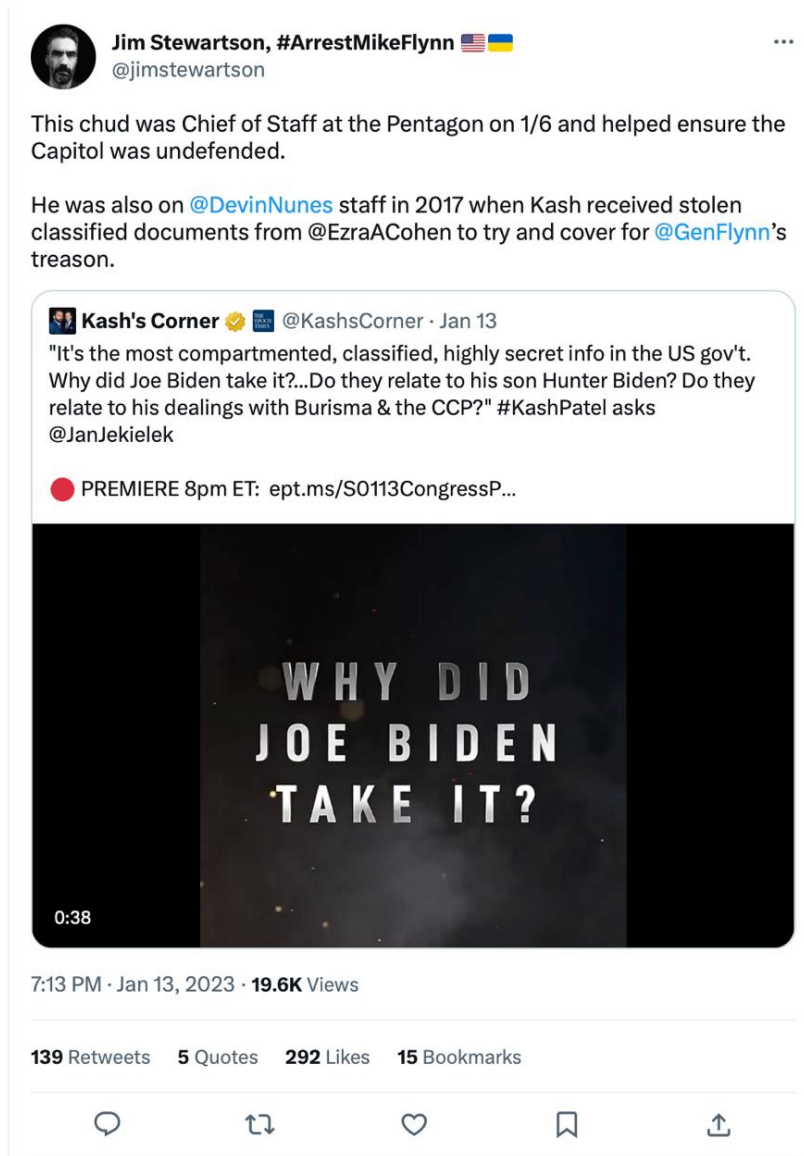 Jim Stewartson, #ArrestMikeFlynn 🇺🇸🇺🇦
@jimstewartson
This chud was Chief of Staff at the Pentagon on 1/6 and helped ensure the
Capitol was undefended.
He was also on @DevinNunes staff in 2017 when Kash received stolen
classified documents from @EzraACohen to try and cover for @GenFlynn’s
treason.
Kash's Corner @KashsCorner · Jan 13
"It's the most compartmented, classified, highly secret info in the US gov't.
Why did Joe Biden take it?...Do they relate to his son Hunter Biden? Do they
relate to his dealings with Burisma & the CCP?" #KashPatel asks
@JanJekielek
🔴 PREMIERE 8pm ET: ept.ms/S0113CongressP...
WHY DID
JOE BIDEN
TAKE IT?
0:38
7:13 PM · Jan 13, 2023 · 19.6K Views
139 Retweets 5 Quotes 292 Likes 15 Bookmarks